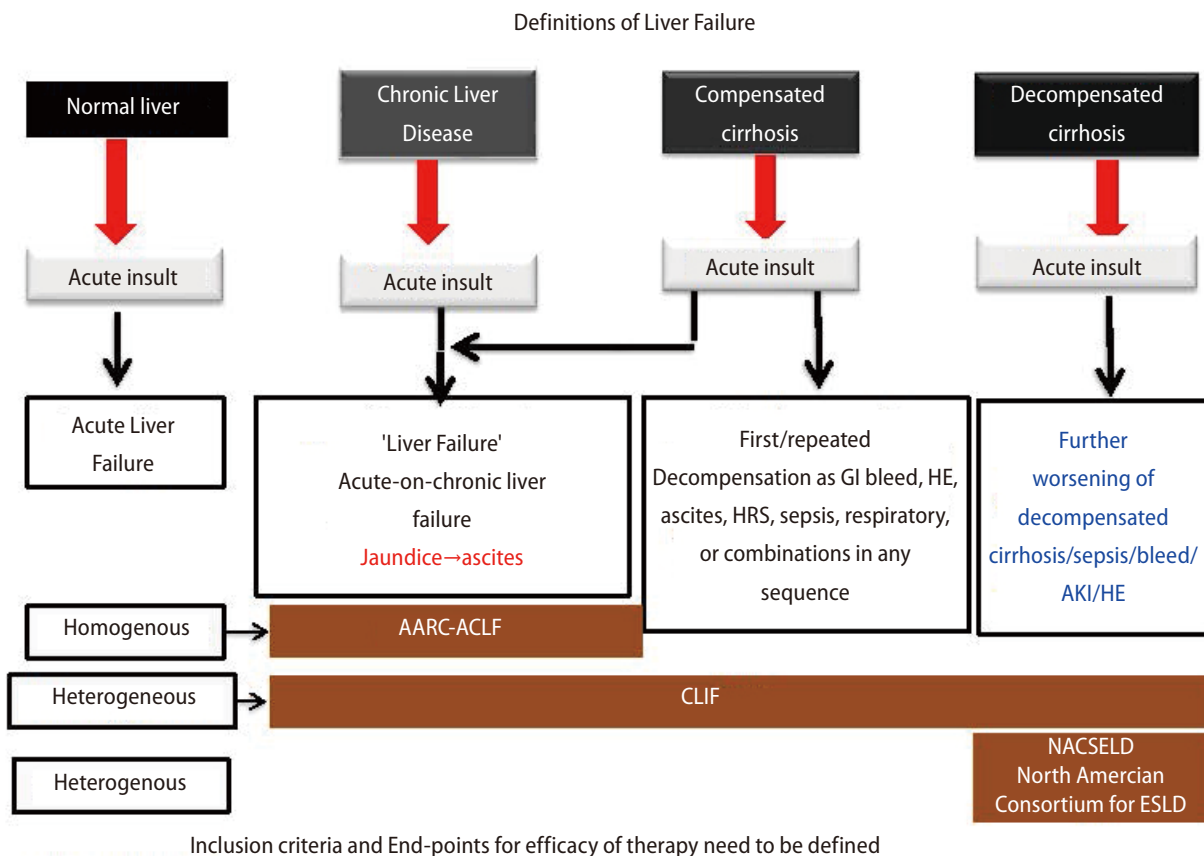 Definitions of Liver Failure
Normal liver
Chronic Liver
Disease
Compensated
cirrhosis
Decompensated
cirrhosis
Acute insult
Acute insult
Acute insult
Acute insult
Acute Liver
Failure
'Liver Failure'
Acute-on-chronic liver
failure
Jaundice→ascites
First/repeated
Decompensation as GI bleed, HE,
ascites, HRS, sepsis, respiratory,
or combinations in any
sequence
Further
worsening of
decompensated
cirrhosis/sepsis/bleed/
AKI/HE
Homogenous
AARC-ACLF
Heterogeneous
CLIF
Heterogenous
NACSELD
North Amercian
Consortium for ESLD
Inclusion criteria and End-points for efficacy of therapy need to be defined